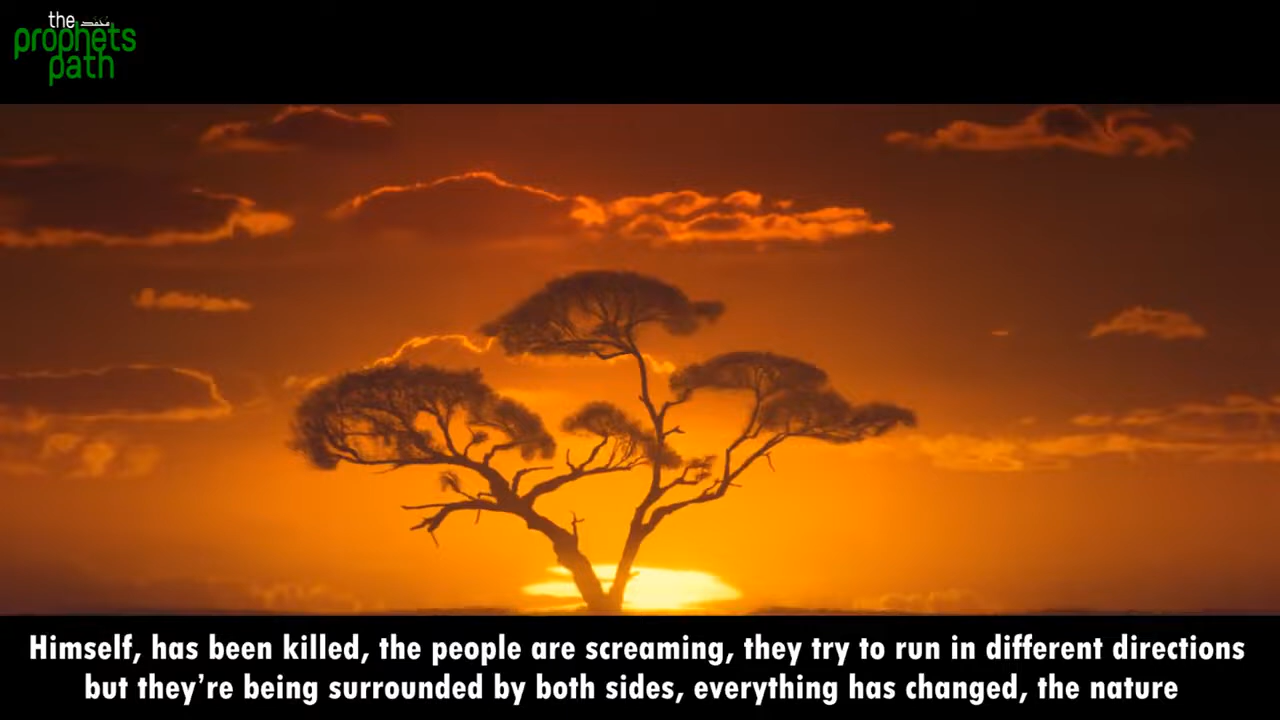 the
prophets
path
Himself, has been killed, the people are screaming, they try to run in different directions
but they’re being surrounded by both sides, everything has changed, the nature